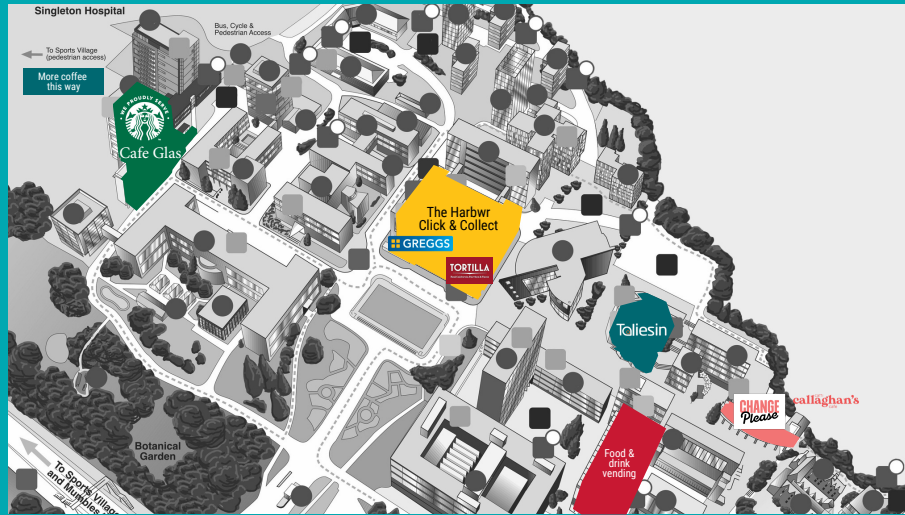 Singleton Hospital
Bus, Cycle &
Pedestrian Access
To Sports Village
(pedestrian access)
More coffee
this way
WE PROUDLY SERVE
Cafe Glas
The Harbwr
Click & Collect
GREGGS
TORTILLA
Taliesin
CHANGE
Please
callaghan's
Food &
drink
vending
Botanical
Garden
To Sports Village
and Mumbles